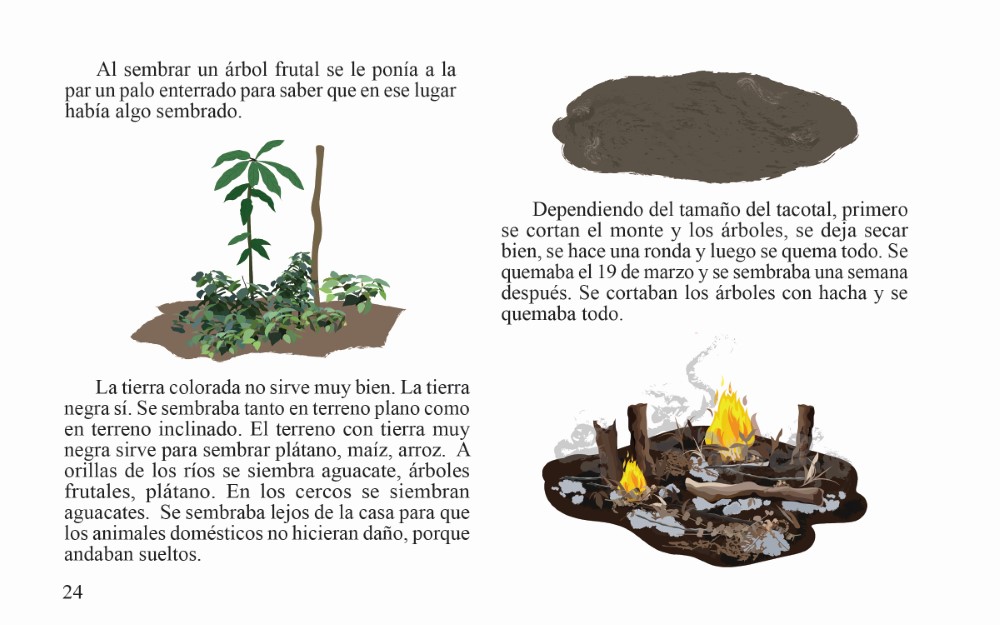 Al sembrar un árbol frutal se le ponía a la
par un palo enterrado para saber que en ese lugar
había algo sembrado.
La tierra colorada no sirve muy bien. La tierra
negra sí. Se sembraba tanto en terreno plano como
en terreno inclinado. El terreno con tierra muy
negra sirve para sembrar plátano, maíz, arroz. A
orillas de los ríos se siembra aguacate, árboles
frutales, plátano. En los cercos se siembran
aguacates. Se sembraba lejos de la casa para que
los animales domésticos no hicieran daño, porque
andaban sueltos.
24
Dependiendo del tamaño del tacotal, primero
se cortan el monte y los árboles, se deja secar
bien, se hace una ronda y luego se quema todo. Se
quemaba el 19 de marzo y se sembraba una semana
después. Se cortaban los árboles con hacha y se
quemaba todo.